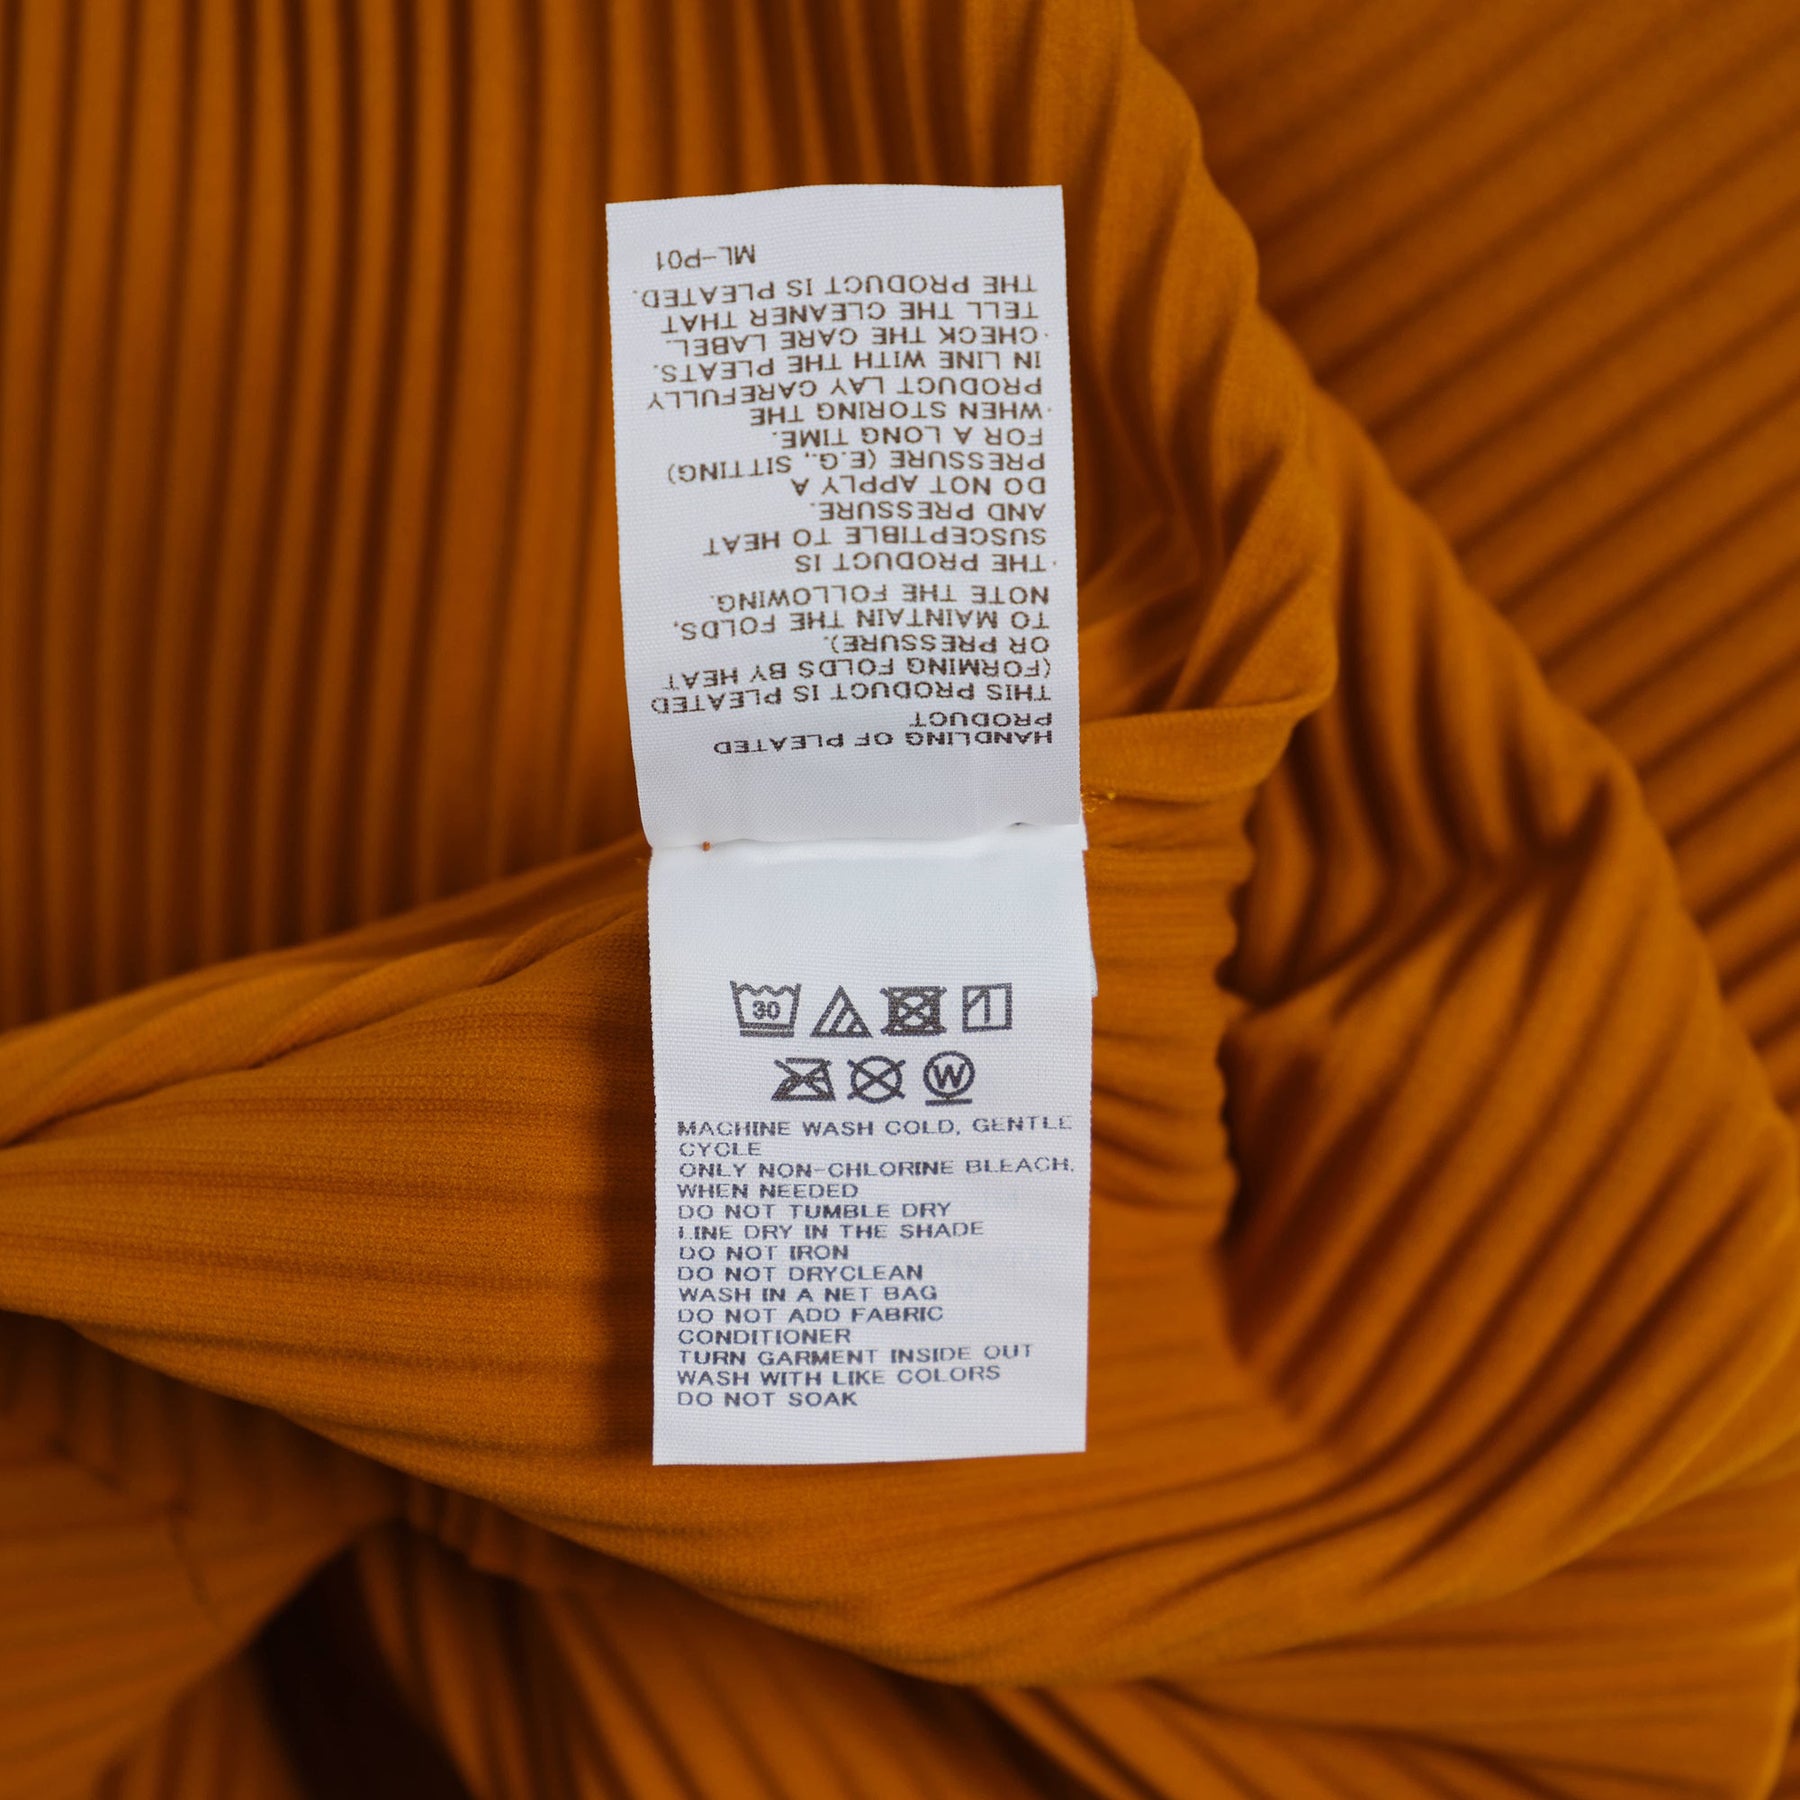 HANDLING OF PLEATED
PRODUCT
THIS PRODUCT IS PLEATED
(FORMING FOLDS BY HEAT
OR PRESSURE).
TO MAINTAIN THE FOLDS,
NOTE THE FOLLOWING.
·THE PRODUCT IS
SUSCEPTIBLE TO HEAT
AND PRESSURE.
DO NOT APPLY A
PRESSURE (E.G., SITTING)
FOR A LONG TIME.
·WHEN STORING THE
PRODUCT LAY CAREFULLY
IN LINE WITH THE PLEATS.
·CHECK THE CARE LABEL.
TELL THE CLEANER THAT
THE PRODUCT IS PLEATED.
ML-P01
30
W
MACHINE WASH COLD, GENTLE
CYCLE
ONLY NON-CHLORINE BLEACH,
WHEN NEEDED
DO NOT TUMBLE DRY
LINE DRY IN THE SHADE
DO NOT IRON
DO NOT DRYCLEAN
WASH IN A NET BAG
DO NOT ADD FABRIC
CONDITIONER
TURN GARMENT INSIDE OUT
WASH WITH LIKE COLORS
DO NOT SOAK